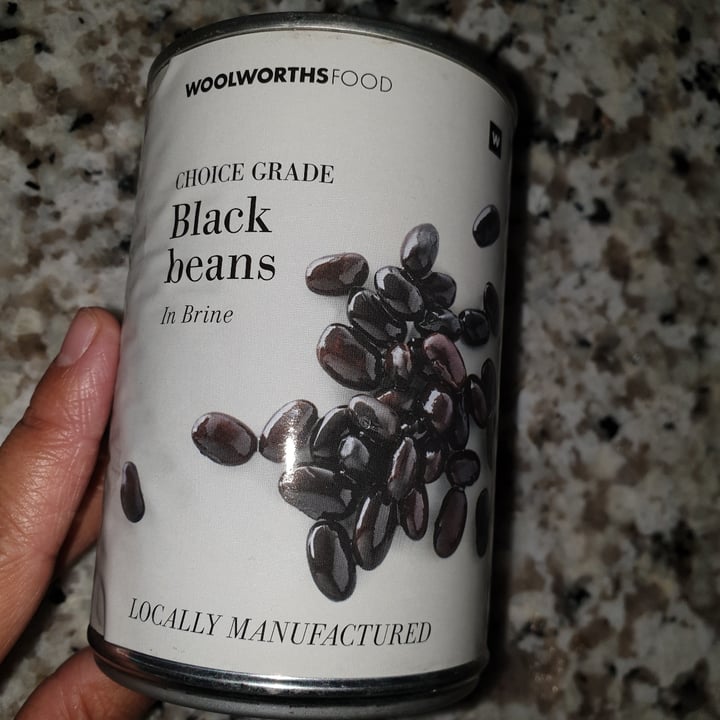 WOOLWORTHSFOOD
W
CHOICE GRADE
Black
beans
In Brine
LOCALLY MANUFACTURED